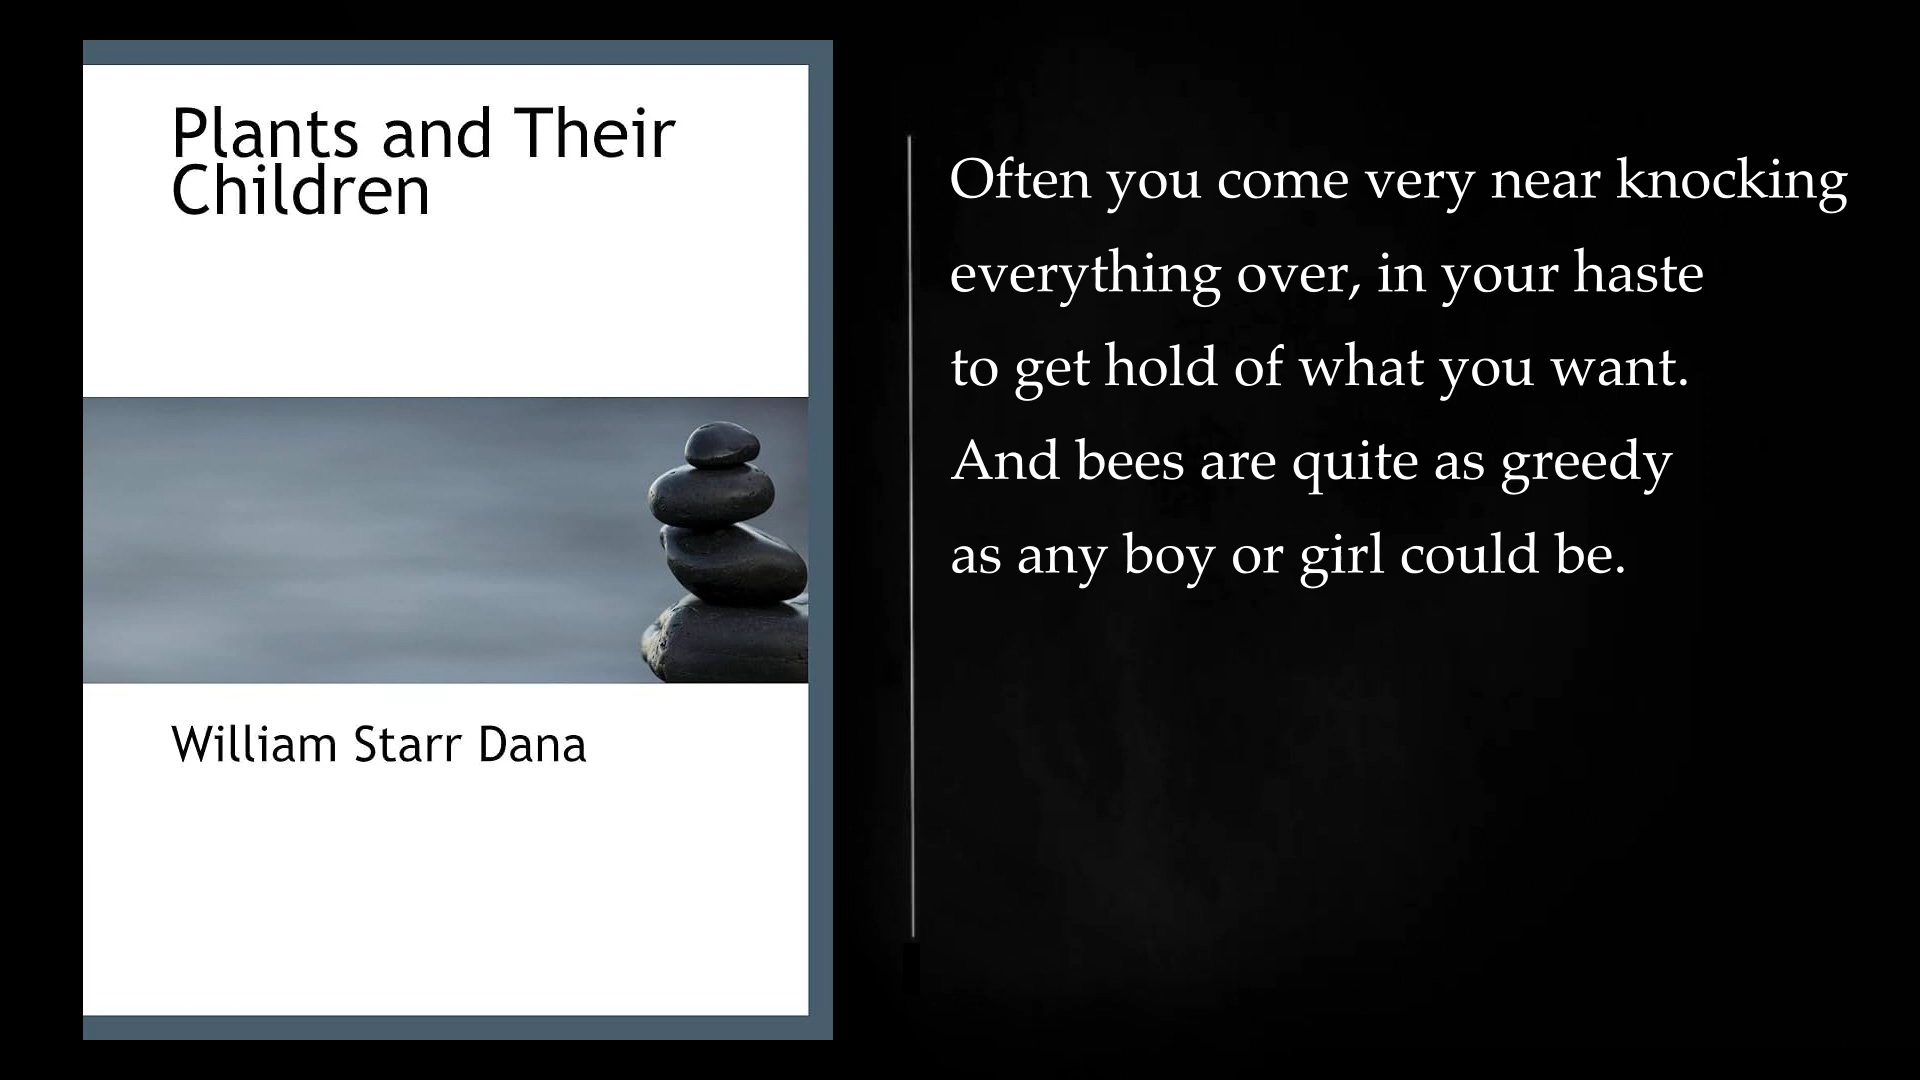 Plants and Their
Children
William Starr Dana
Often you come very near knocking
everything over, in your haste
to get hold of what you want.
And bees are quite as greedy
as any boy or girl could be.